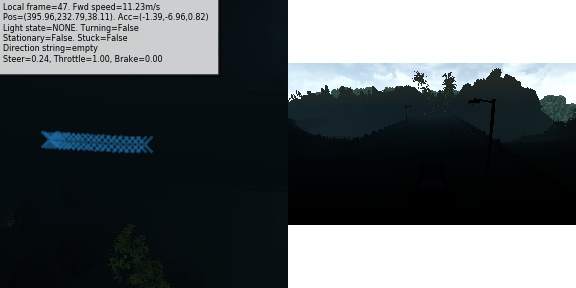 Local frame=47. Fwd speed=11.23m/s
Pos=(395.96,232.79,38.11). Acc=(-1.39,-6.96,0.82)
Light state=NONE. Turning=False
Stationary=False. Stuck=False
Direction string=empty
Steer=0.24, Throttle=1.00, Brake=0.00